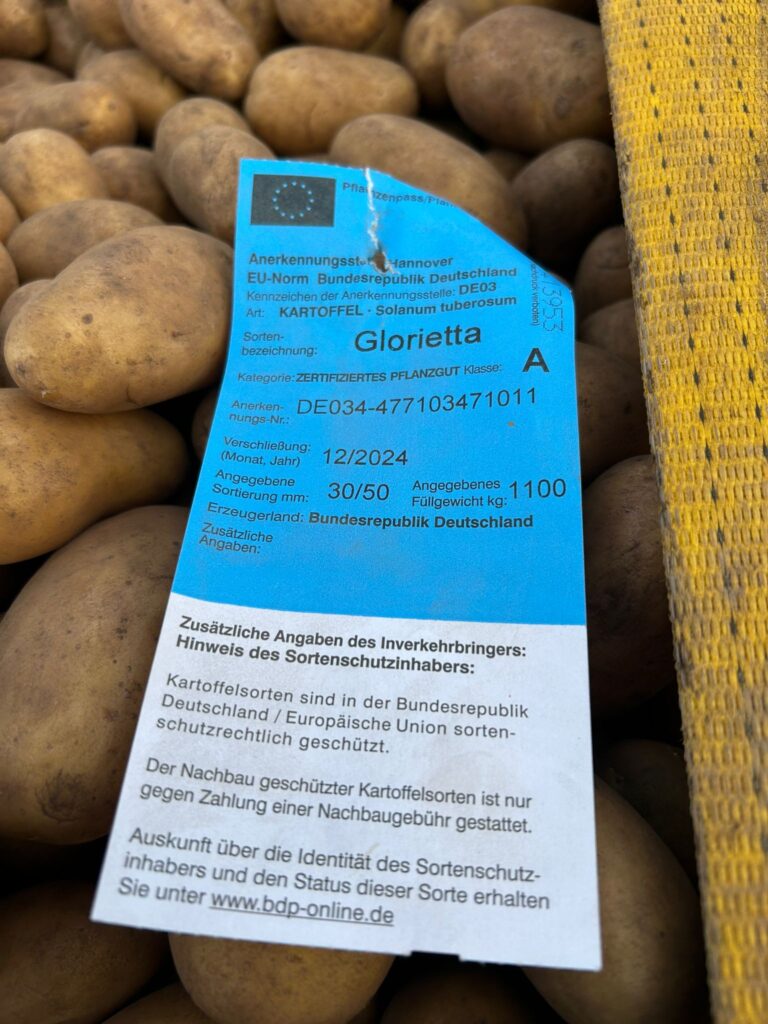 Pflanzenpass/
Hannover
EU-Norm Bundesrepublik Deutschland
Kennzeichen der Anerkennungsstelle: DE03
Art: KARTOFFEL · Solanum tuberosum
Sorten-
bezeichnung: Glorietta
Kategorie: ZERTIFIZIERTES PFLANZGUT Klasse: A
Anerken-
nungs-Nr.: DE034-477103471011
Verschließung:
(Monat, Jahr) 12/2024
Angegebene
Sortierung mm: 30/50 Angegebenes
Füllgewicht kg: 1100
Erzeugerland: Bundesrepublik Deutschland
Zusätzliche
Angaben:
verboten)
3953
Zusätzliche Angaben des Inverkehrbringers:
Hinweis des Sortenschutzinhabers:
Kartoffelsorten sind in der Bundesrepublik
Deutschland / Europäische Union sorten-
schutzrechtlich geschützt.
Der Nachbau geschützter Kartoffelsorten ist nur
gegen Zahlung einer Nachbaugebühr gestattet.
Auskunft über die Identität des Sortenschutz-
inhabers und den Status dieser Sorte erhalten
Sie unter www.bdp-online.de